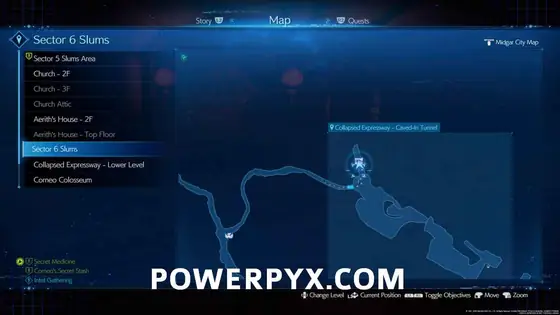 Story L2 Map R2 Quests
Sector 6 Slums
Midgar City Map
Sector 5 Slums Area
Church - 2F
Church - 3F
Church Attic
Aerith's House - 2F
Aerith's House - Top Floor
Sector 6 Slums
Collapsed Expressway - Lower Level
Corneo Colosseum
Collapsed Expressway - Caved-In Tunnel
Secret Medicine
Corneo's Secret Stash
Intel Gathering
POWERPYX.COM
Change Level Current Position Toggle Objectives Move Zoom